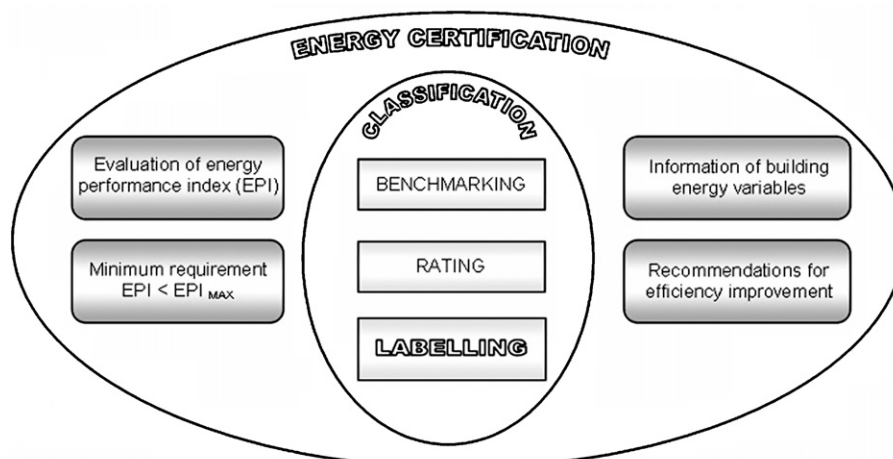 ENERGY CERTIFICATION
CLASSIFICATION
Evaluation of energy
performance index (EPI)
Minimum requirement
EPI < EPI MAX
BENCHMARKING
RATING
LABELLING
Information of building
energy variables
Recommendations for
efficiency improvement